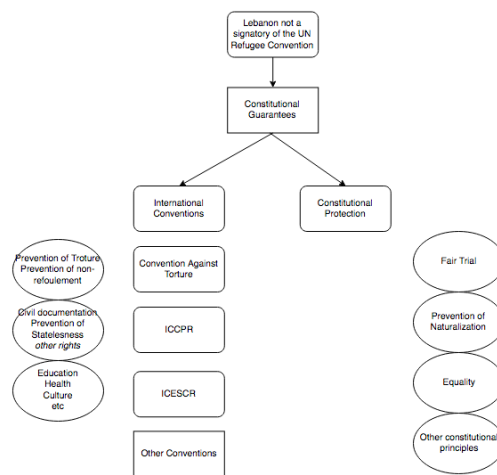 Lebanon not a
signatory of the UN
Refugee Convention
Constitutional
Guarantees
International
Conventions
Constitutional
Protection
Prevention of Troture
Prevention of non-
refoulement
Convention Against
Torture
Fair Trial
Civil documentation
Prevention of
Statelesness
other rights
ICCPR
Prevention of
Naturalization
Education
Health
Culture
etc
ICESCR
Equality
Other Conventions
Other constitutional
principles